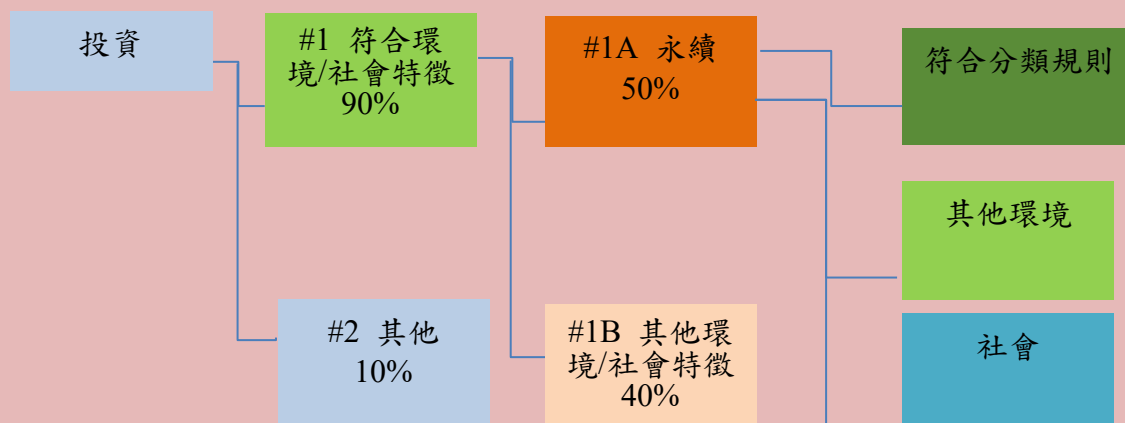 投資
#1 符合環
境/社會特徵
90%
#1A 永續
50%
符合分類規則
其他環境
#2 其他
10%
#1B 其他環
境/社會特徵
40%
社會